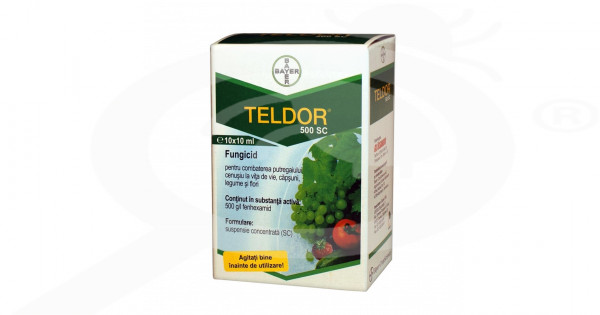 BAYER
BAYER
TELDOR®
500 SC
10x10 ml
Fungicid
pentru combaterea putregaiului
cenușiu la vița de vie, căpșuni,
legume și flori
Conținut în substanță activă:
500 g/l fenhexamid
Formulare:
suspensie concentrată (SC)
Agitați bine
înainte de utilizare!
TELDOR